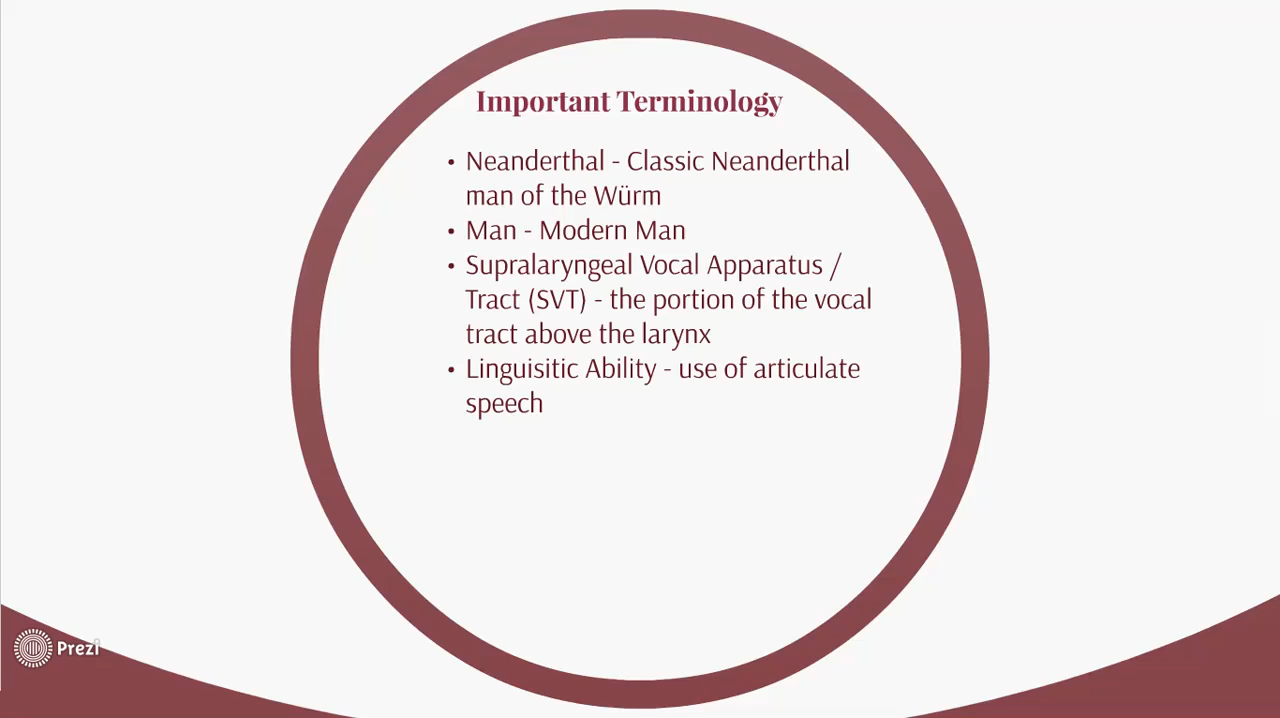 Important Terminology
• Neanderthal - Classic Neanderthal
man of the Würm
• Man - Modern Man
• Supralaryngeal Vocal Apparatus /
Tract (SVT) - the portion of the vocal
tract above the larynx
• Linguisitic Ability - use of articulate
speech
Prezi